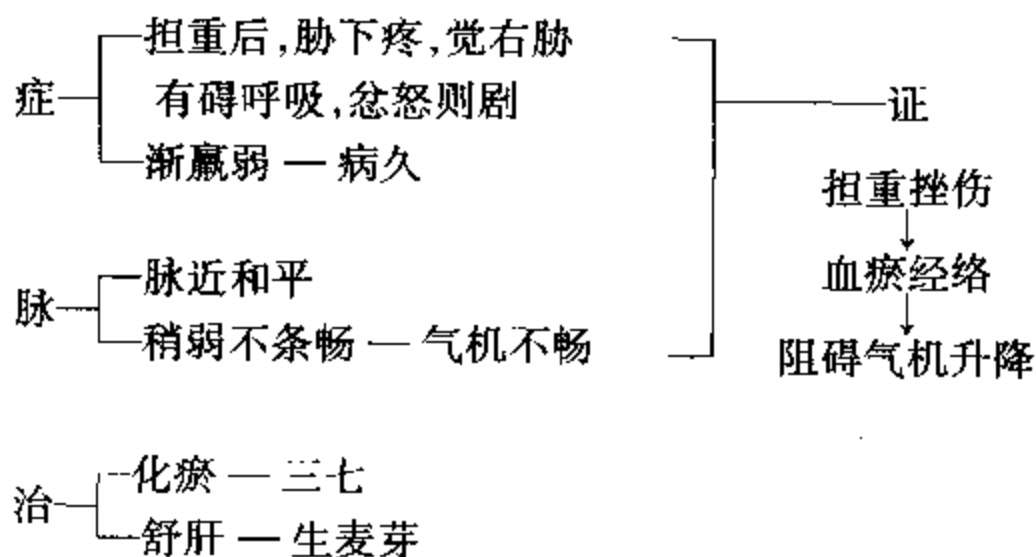 担重后,胁下疼,觉右胁
症
有碍呼吸,忿怒则剧
渐羸弱 — 病久
证
担重挫伤
血瘀经络
阻碍气机升降
脉
脉近和平
稍弱不条畅 — 气机不畅
治
化瘀 — 三七
舒肝 — 生麦芽